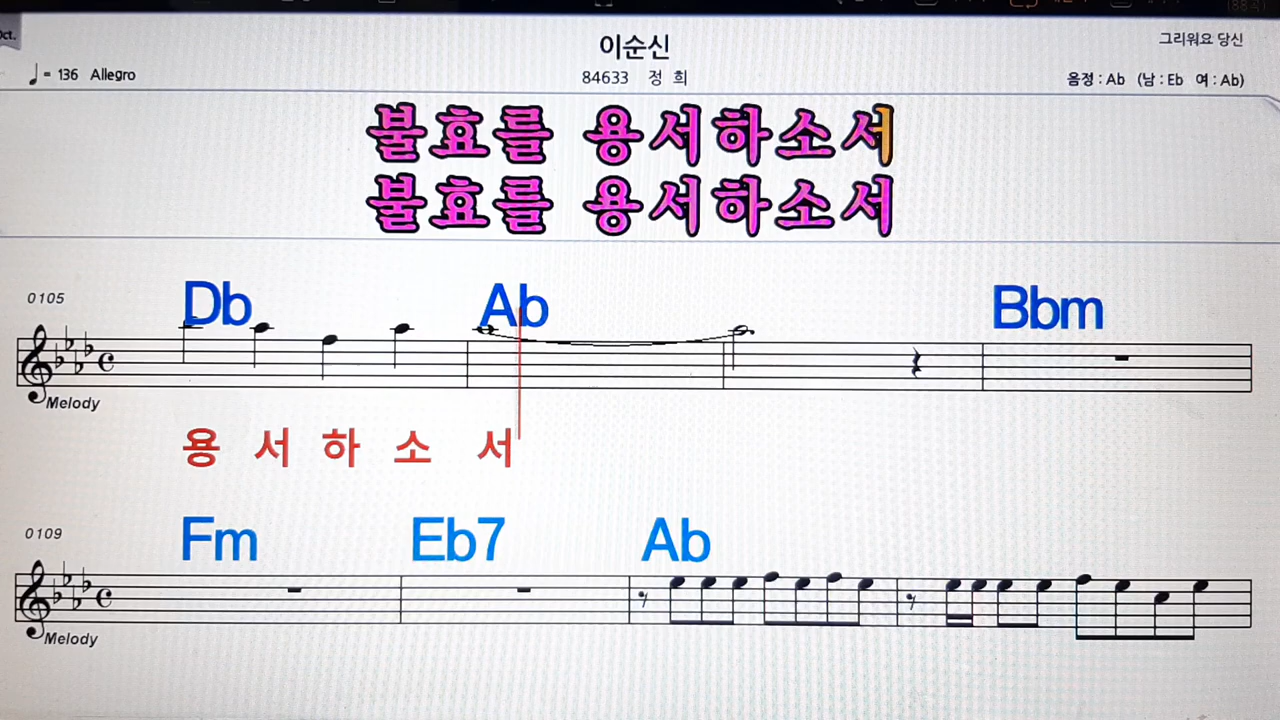 Oct.
이순신
그리워요 당신
♩= 136 Allegro
84633 정 희
음정 : Ab (남 : Eb 여 : Ab)
불효를 용서하소서
불효를 용서하소서
0105
Db Ab Bbm
Melody
용 서 하 소 서
0109
Fm Eb7 Ab
Melody